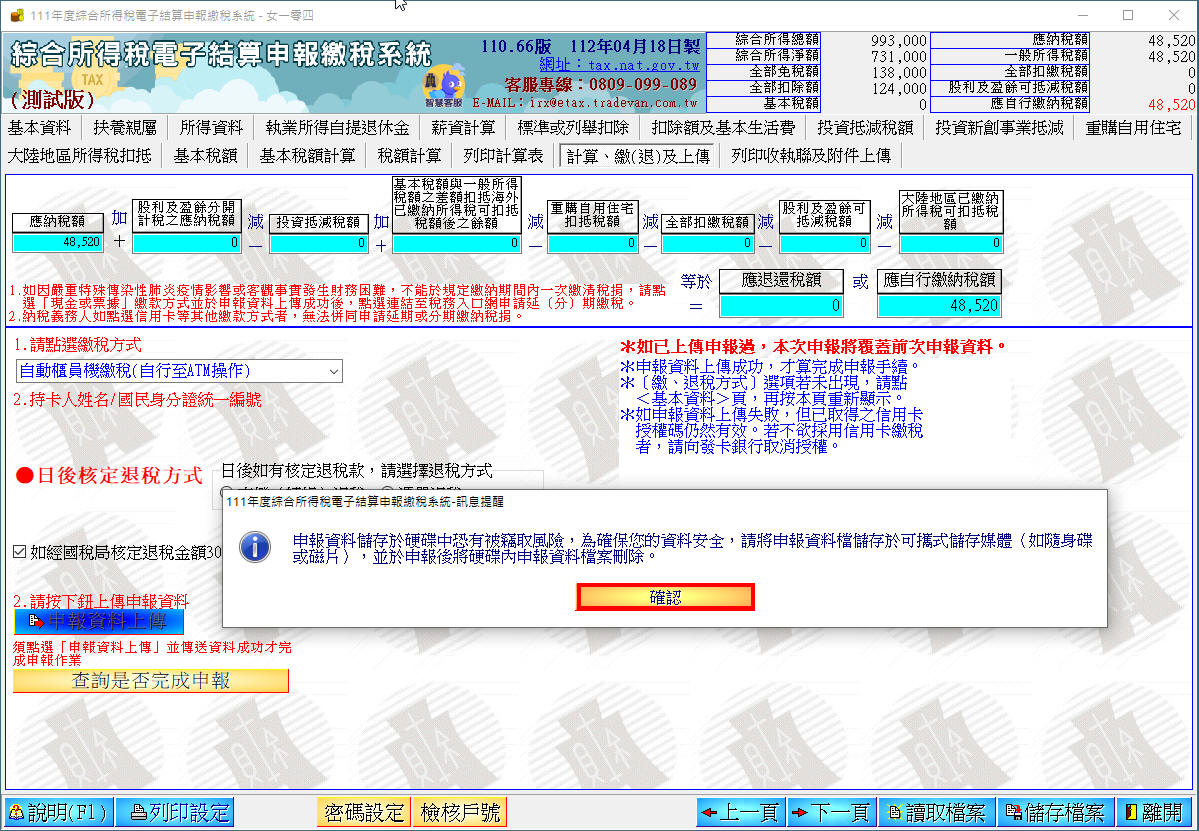 111年度綜合所得稅電子結算申報繳稅系統 - 女一零四
綜合所得稅電子結算申報繳稅系統
(測試版)
TAX
智慧客服
110.66版 112年04月18日製
網址：tax.nat.gov.tw
客服專線：0809-099-089
E-MAIL：irx@etax.tradevan.com.tw
綜合所得總額 993,000 應納稅額 48,520
綜合所得淨額 731,000 一般所得稅額 48,520
全部免稅額 138,000 全部扣繳稅額 0
全部扣除額 124,000 股利及盈餘可抵減稅額 0
基本稅額 0 應自行繳納稅額 48,520
基本資料 扶養親屬 所得資料 執業所得自提退休金 薪資計算 標準或列舉扣除 扣除額及基本生活費 投資抵減稅額 投資新創事業抵減 重購自用住宅
大陸地區所得稅扣抵 基本稅額 基本稅額計算 稅額計算 列印計算表 計算、繳(退)及上傳 列印收執聯及附件上傳
應納稅額
48,520
加
＋
股利及盈餘分開
計稅之應納稅額
0
減
－
投資抵減稅額
0
加
＋
基本稅額與一般所得
稅額之差額扣抵海外
已繳納所得稅可扣抵
稅額後之餘額
0
減
－
重購自用住宅
扣抵稅額
0
減
－
全部扣繳稅額
0
減
－
股利及盈餘可
抵減稅額
0
減
－
大陸地區已繳納
所得稅可扣抵稅
額
0
等於
＝
應退還稅額
0
或
應自行繳納稅額
48,520
1.如因嚴重特殊傳染性肺炎疫情影響或客觀事實發生財務困難，不能於規定繳納期間內一次繳清稅捐，請點
選「現金或票據」繳款方式並於申報資料上傳成功後，點選連結至稅務入口網申請延（分）期繳稅。
2.納稅義務人如點選信用卡等其他繳款方式者，無法併同申請延期或分期繳納稅捐。
1.請點選繳稅方式
自動櫃員機繳稅(自行至ATM操作)
2.持卡人姓名/國民身分證統一編號
＊如已上傳申報過，本次申報將覆蓋前次申報資料。
＊申報資料上傳成功，才算完成申報手續。
＊〔繳、退稅方式〕選項若未出現，請點
＜基本資料＞頁，再按本頁重新顯示。
＊如申報資料上傳失敗，但已取得之信用卡
授權碼仍然有效。若不欲採用信用卡繳稅
者，請向發卡銀行取消授權。
●日後核定退稅方式
日後如有核定退稅款，請選擇退稅方式
111年度綜合所得稅電子結算申報繳稅系統-訊息提醒
申報資料儲存於硬碟中恐有被竊取風險，為確保您的資料安全，請將申報資料檔儲存於可攜式儲存媒體（如隨身碟
或磁片），並於申報後將硬碟內申報資料檔案刪除。
確認
如經國稅局核定退稅金額30
2.請按下鈕上傳申報資料
申報資料上傳
須點選「申報資料上傳」並傳送資料成功才完
成申報作業
查詢是否完成申報
說明(F1) 列印設定 密碼設定 檢核戶號 上一頁 下一頁 讀取檔案 儲存檔案 離開